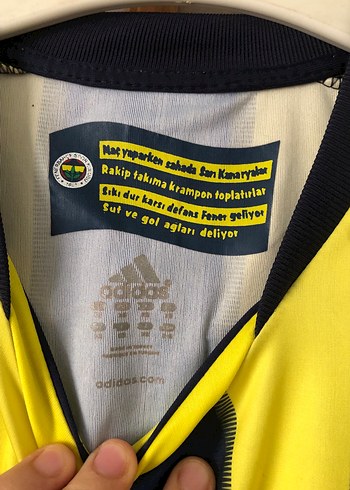 Maç yaparken sahada Sarı Kanaryalar
Rakip takıma krampon toplatırlar
Sıkı dur karşı defans Fener geliyor
Şut ve gol ağları deliyor
adidas
adidas.com